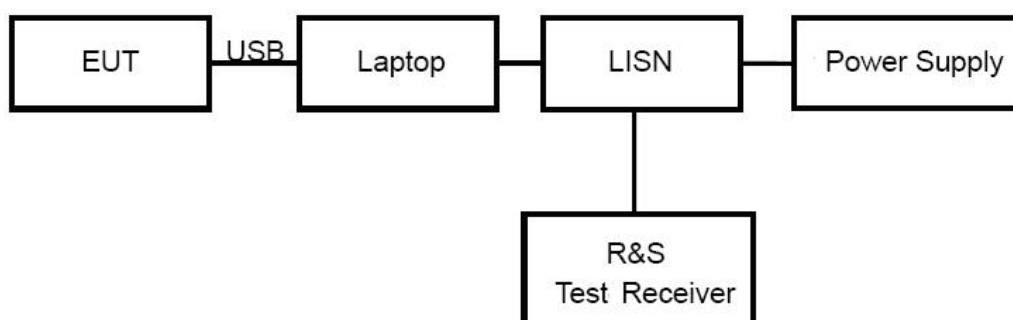 EUT
USB
Laptop
LISN
Power Supply
R&S
Test Receiver